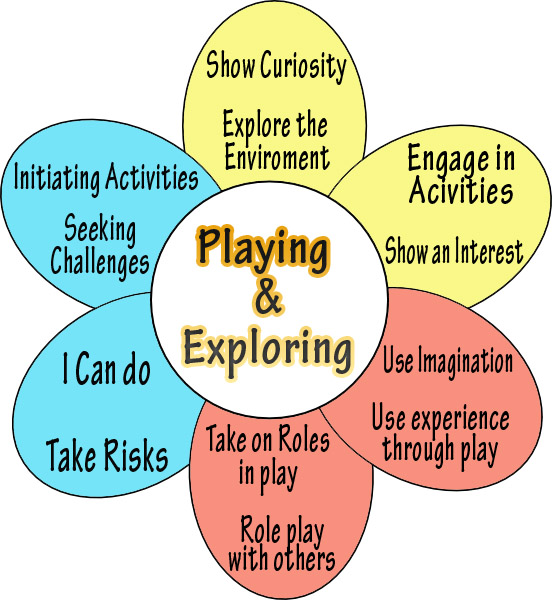 Show Curiosity
Explore the
Enviroment
Engage in
Acivities
Show an Interest
Use Imagination
Use experience
through play
Take on Roles
in play
Role play
with others
I Can do
Take Risks
Initiating Activities
Seeking
Challenges
Playing
&
Exploring